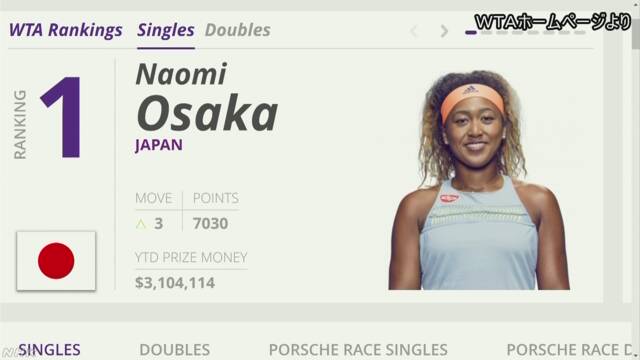 WTAホームページより
WTA Rankings Singles Doubles
RANKING 1
Naomi
Osaka
JAPAN
MOVE POINTS
3 7030
YTD PRIZE MONEY
$3,104,114
SINGLES DOUBLES PORSCHE RACE SINGLES PORSCHE RACE D
NHK